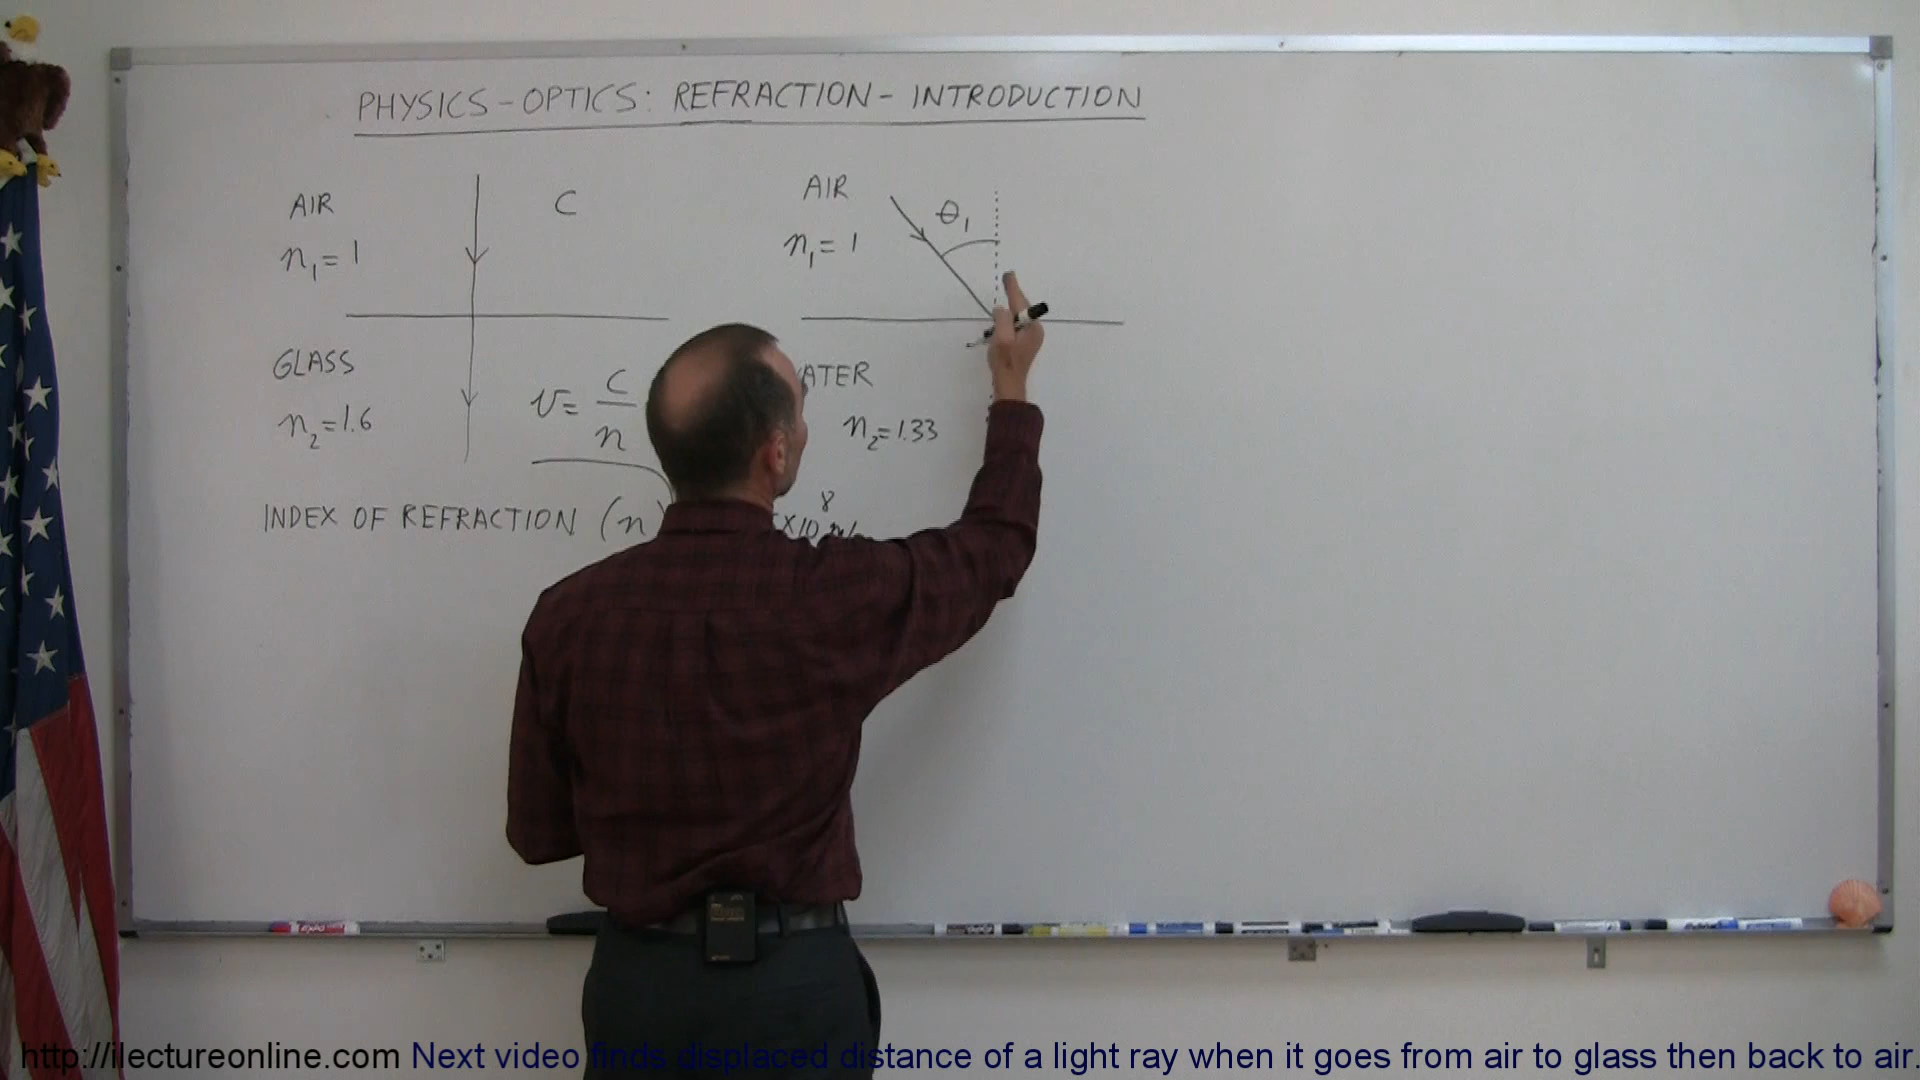 PHYSICS - OPTICS: REFRACTION - INTRODUCTION
AIR
n₁ = 1
C
GLASS
n₂ = 1.6
v = C/n
INDEX OF REFRACTION (n)
×10⁸
AIR
n₁ = 1
θ₁
n₂ = 1.33
http://ilectureonline.com Next video finds displaced distance of a light ray when it goes from air to glass then back to air.